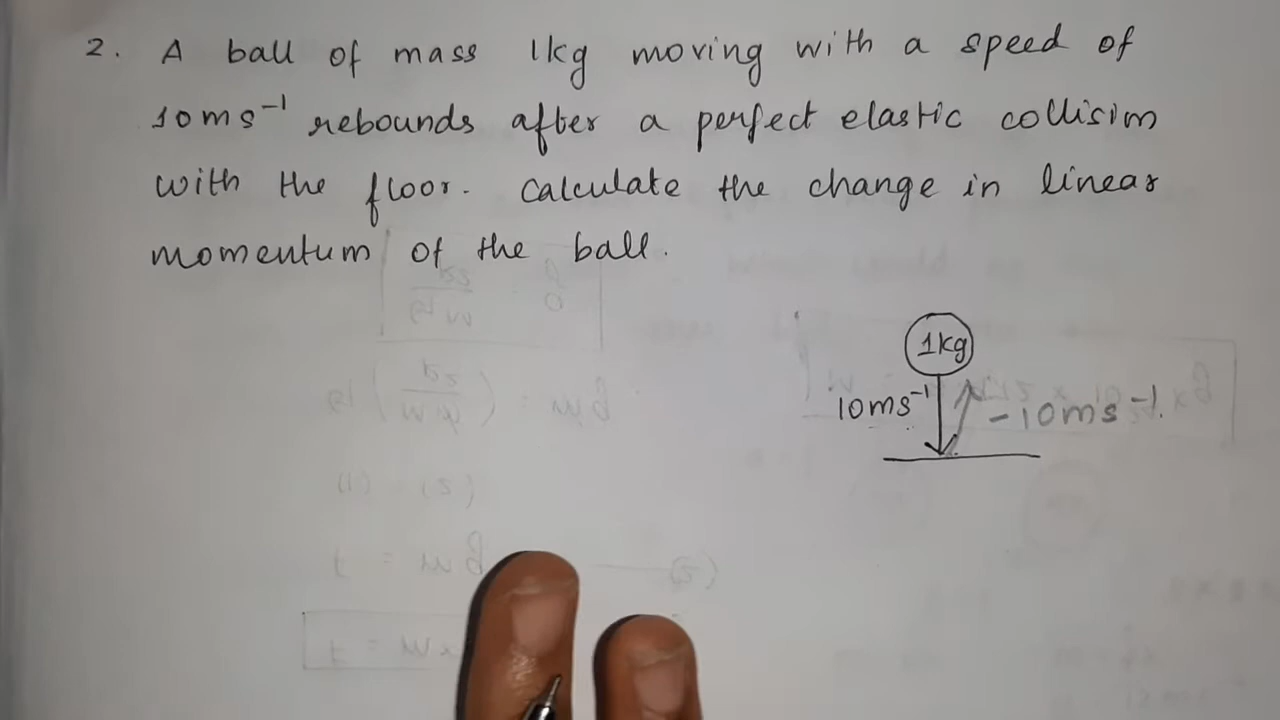 2. A ball of mass 1kg moving with a speed of
10ms⁻¹ rebounds after a perfect elastic collision
with the floor. Calculate the change in linear
momentum of the ball.
1kg
10ms⁻¹
-10ms⁻¹.